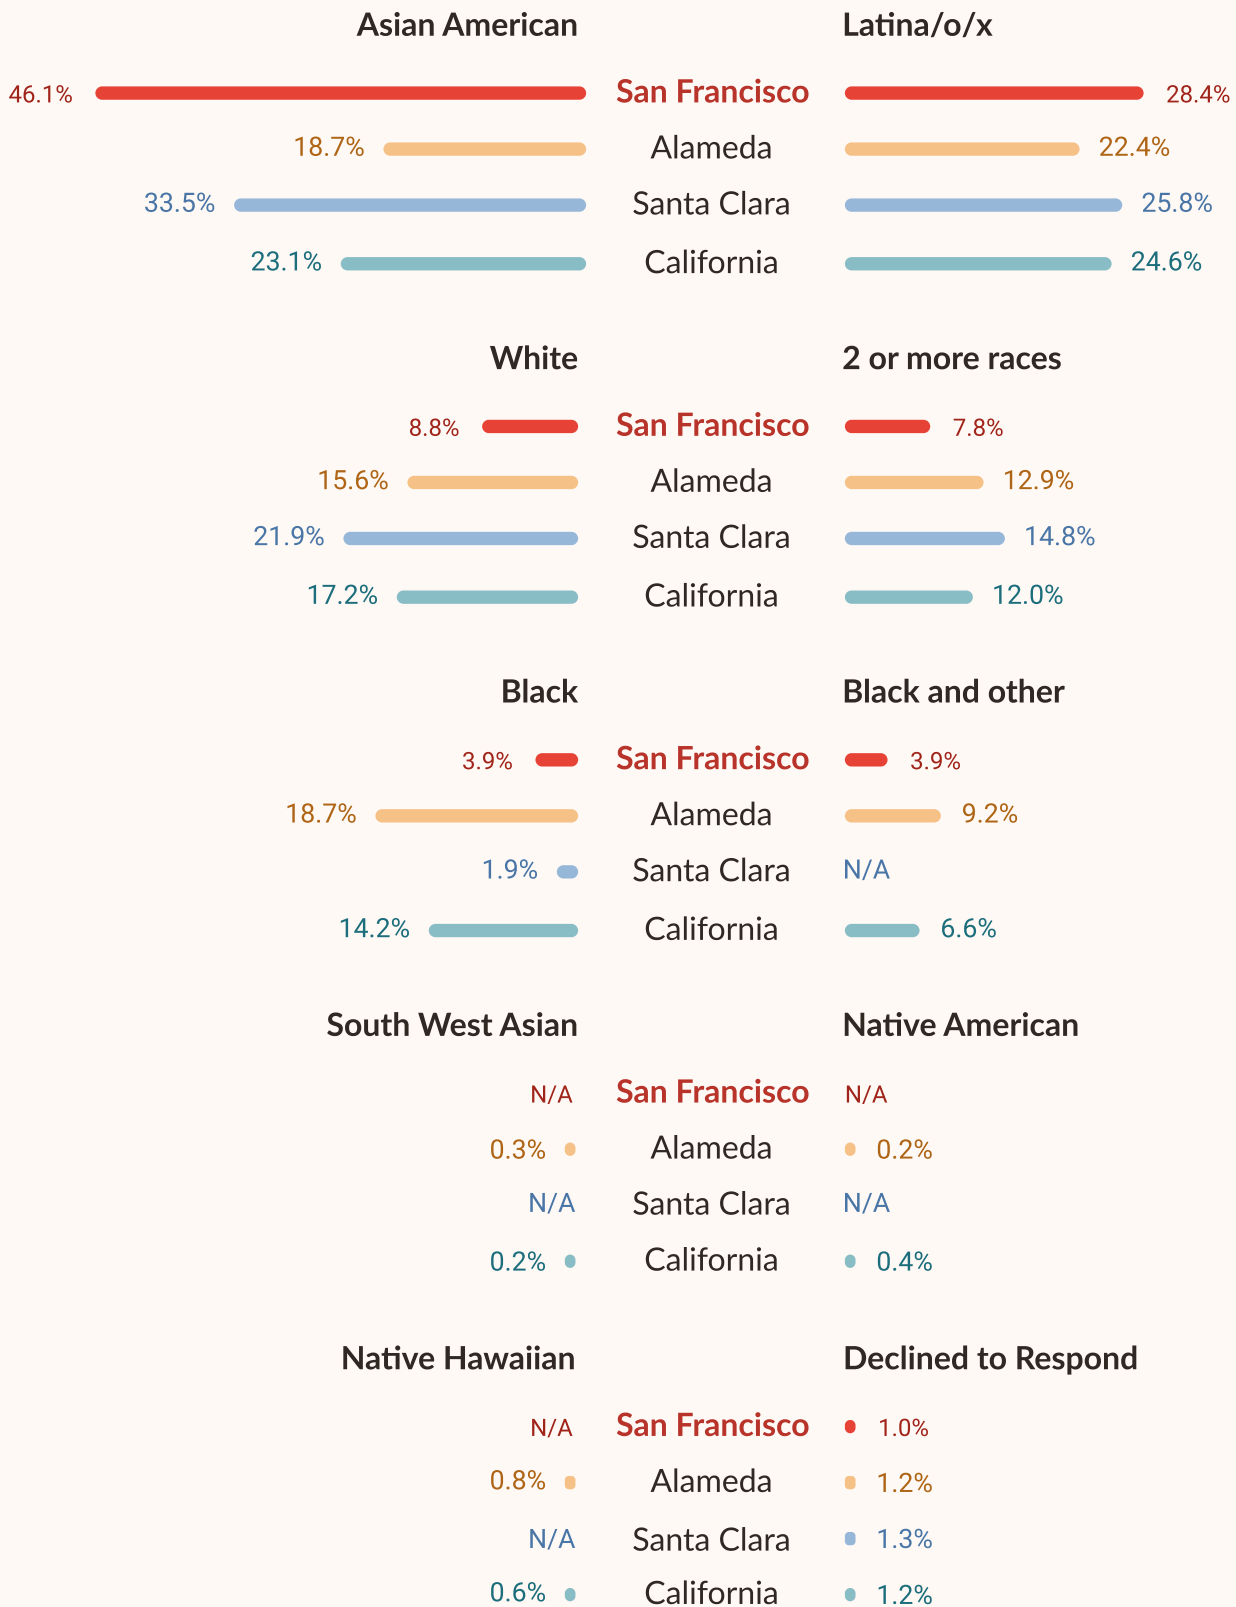 Asian American Latina/o/x
46.1% San Francisco 28.4%
18.7% Alameda 22.4%
33.5% Santa Clara 25.8%
23.1% California 24.6%
White 2 or more races
8.8% San Francisco 7.8%
15.6% Alameda 12.9%
21.9% Santa Clara 14.8%
17.2% California 12.0%
Black Black and other
3.9% San Francisco 3.9%
18.7% Alameda 9.2%
1.9% Santa Clara N/A
14.2% California 6.6%
South West Asian Native American
N/A San Francisco N/A
0.3% Alameda 0.2%
N/A Santa Clara N/A
0.2% California 0.4%
Native Hawaiian Declined to Respond
N/A San Francisco 1.0%
0.8% Alameda 1.2%
N/A Santa Clara 1.3%
0.6% California 1.2%